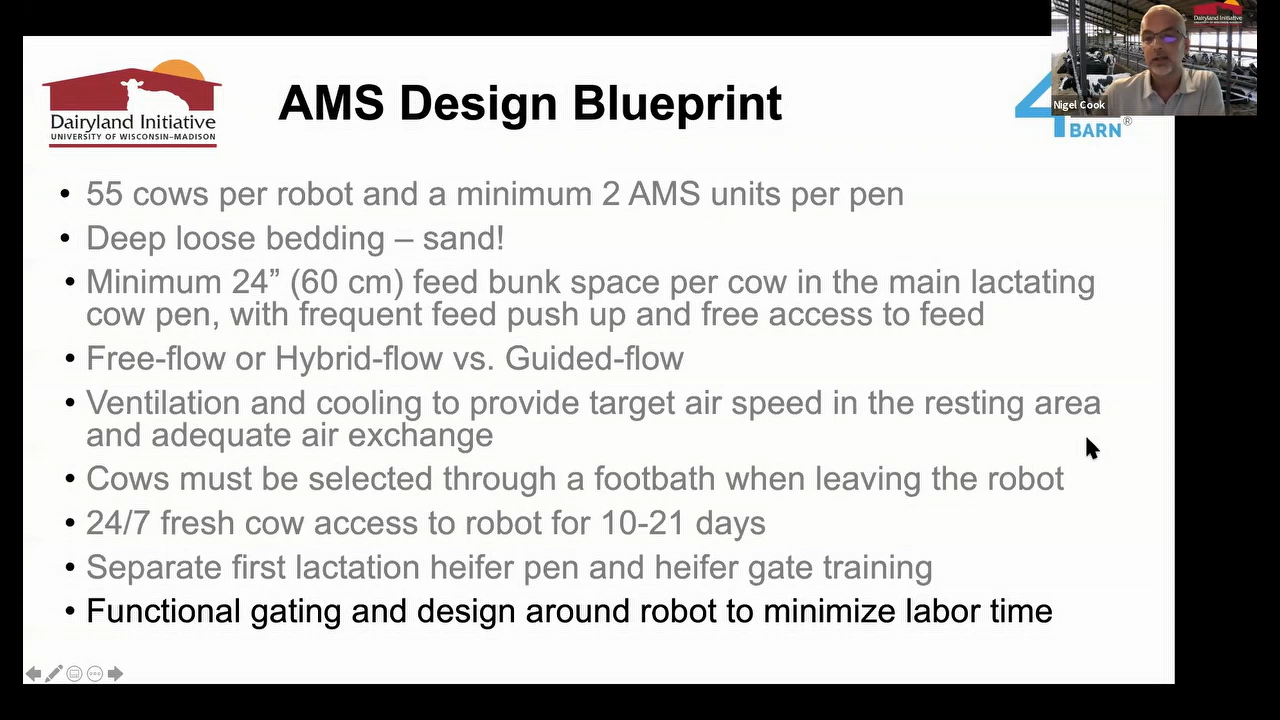 Dairyland Initiative
UNIVERSITY OF WISCONSIN–MADISON
AMS Design Blueprint
4
BARN®
Dairyland Initiative
Nigel Cook
• 55 cows per robot and a minimum 2 AMS units per pen
• Deep loose bedding – sand!
• Minimum 24” (60 cm) feed bunk space per cow in the main lactating
cow pen, with frequent feed push up and free access to feed
• Free-flow or Hybrid-flow vs. Guided-flow
• Ventilation and cooling to provide target air speed in the resting area
and adequate air exchange
• Cows must be selected through a footbath when leaving the robot
• 24/7 fresh cow access to robot for 10-21 days
• Separate first lactation heifer pen and heifer gate training
• Functional gating and design around robot to minimize labor time